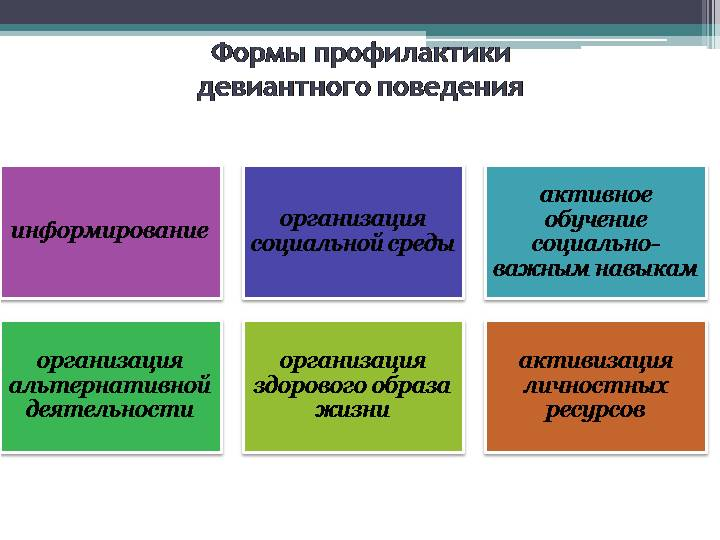 Формы профилактики
девиантного поведения
информирование
организация
социальной среды
активное
обучение
социально-
важным навыкам
организация
альтернативной
деятельности
организация
здорового образа
жизни
активизация
личностных
ресурсов